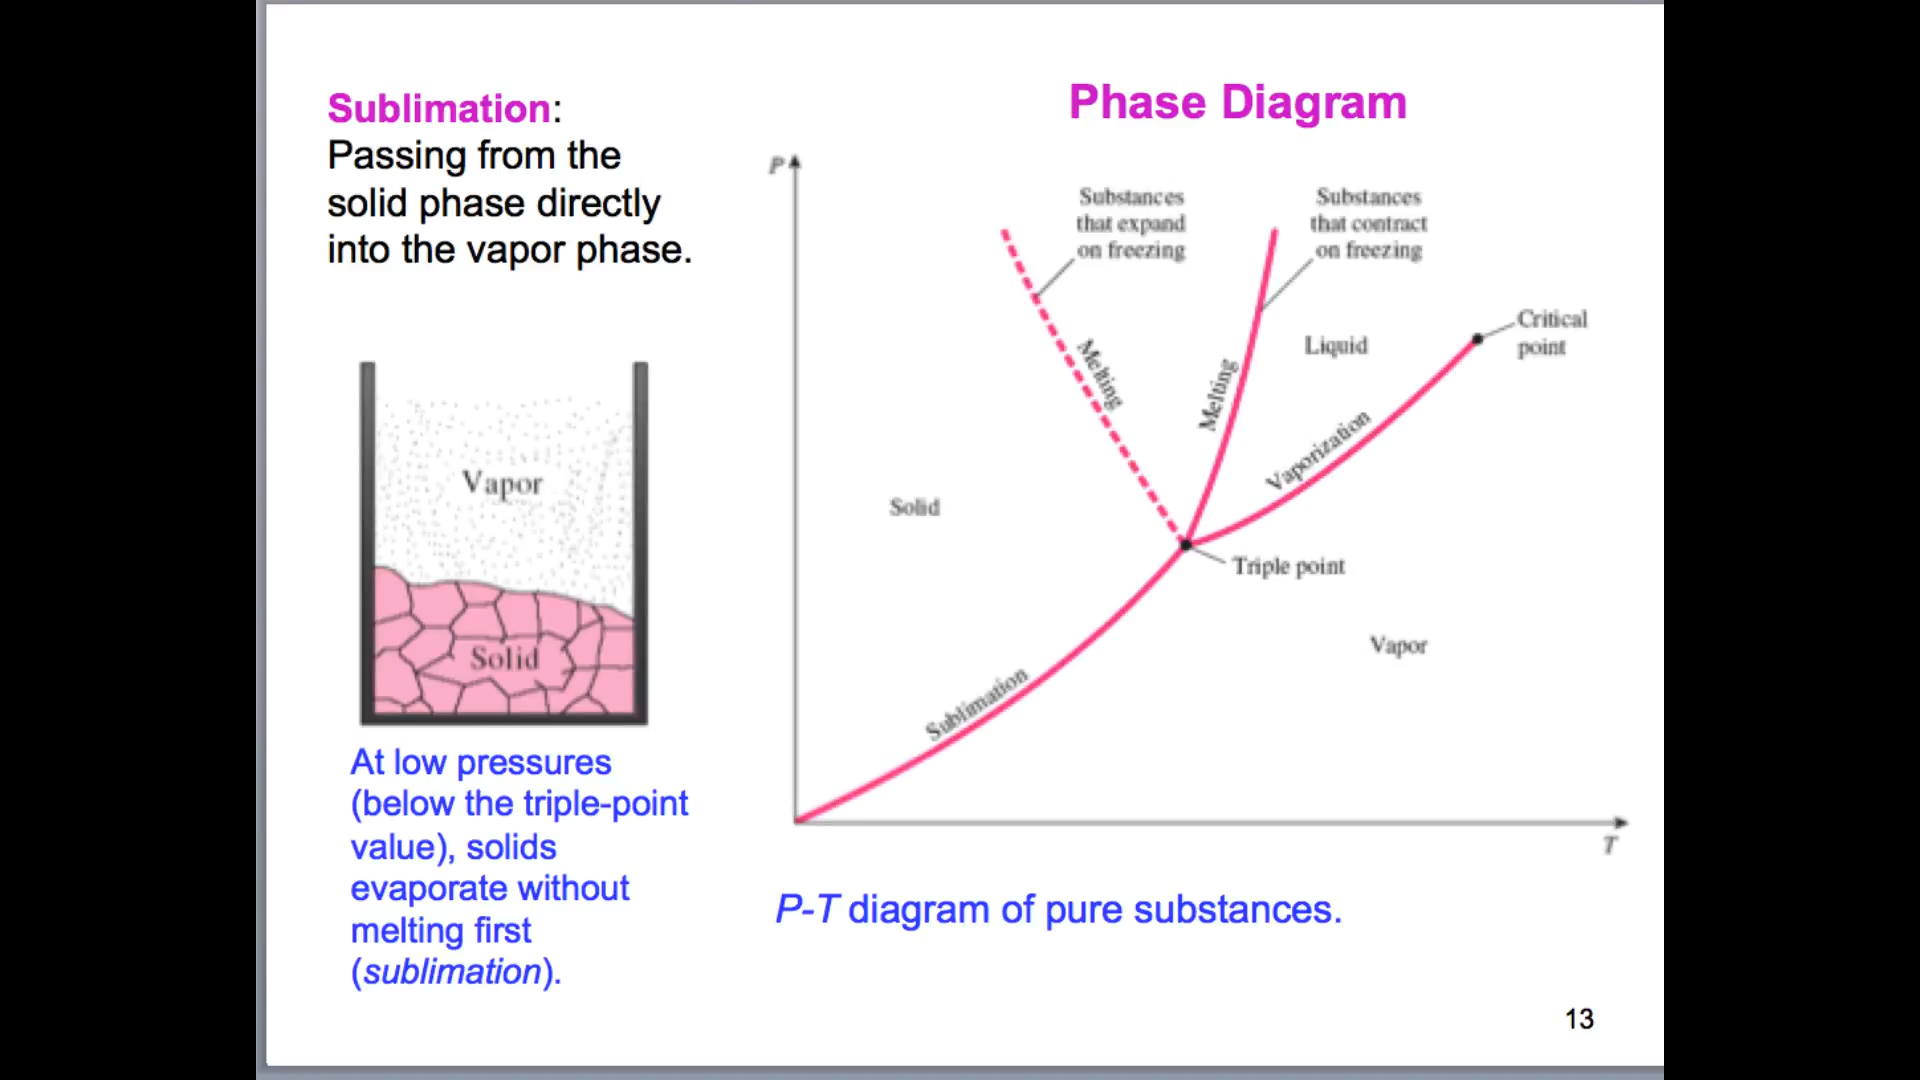 Sublimation:
Passing from the
solid phase directly
into the vapor phase.
Vapor
Solid
At low pressures
(below the triple-point
value), solids
evaporate without
melting first
(sublimation).
Phase Diagram
P
Substances
that expand
on freezing
Substances
that contract
on freezing
Critical
point
Liquid
Melting
Melting
Vaporization
Solid
Triple point
Vapor
Sublimation
T
P-T diagram of pure substances.
13